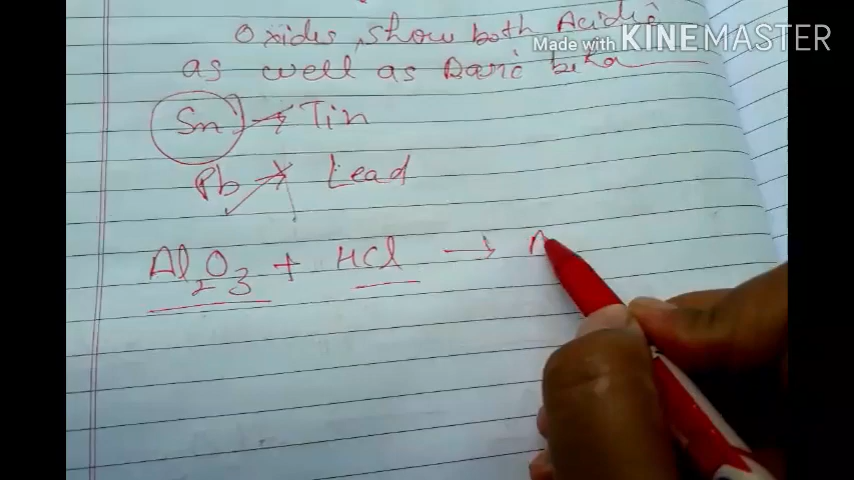 Oxides, show both Acidic
Made with KINEMASTER
as well as Basic
Sn → Tin
Pb → Lead
Al2O3 + HCl →